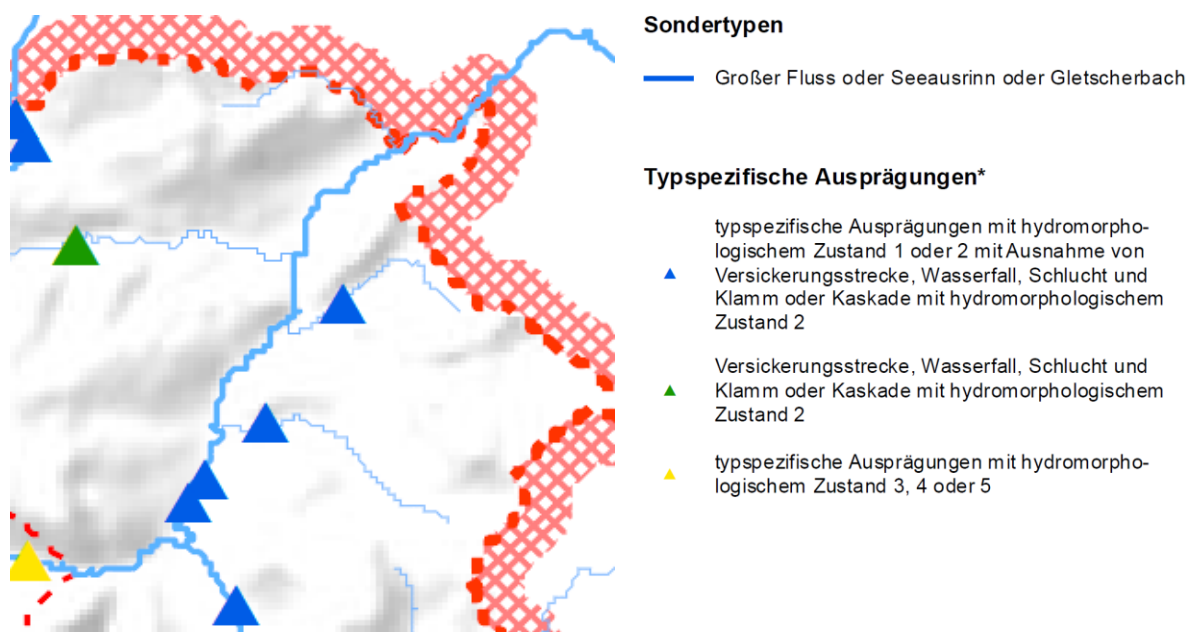 Sondertypen
Großer Fluss oder Seeausrinn oder Gletscherbach
Typspezifische Ausprägungen*
typspezifische Ausprägungen mit hydromorpho-
logischem Zustand 1 oder 2 mit Ausnahme von
Versickerungsstrecke, Wasserfall, Schlucht und
Klamm oder Kaskade mit hydromorphologischem
Zustand 2
Versickerungsstrecke, Wasserfall, Schlucht und
Klamm oder Kaskade mit hydromorphologischem
Zustand 2
typspezifische Ausprägungen mit hydromorpho-
logischem Zustand 3, 4 oder 5